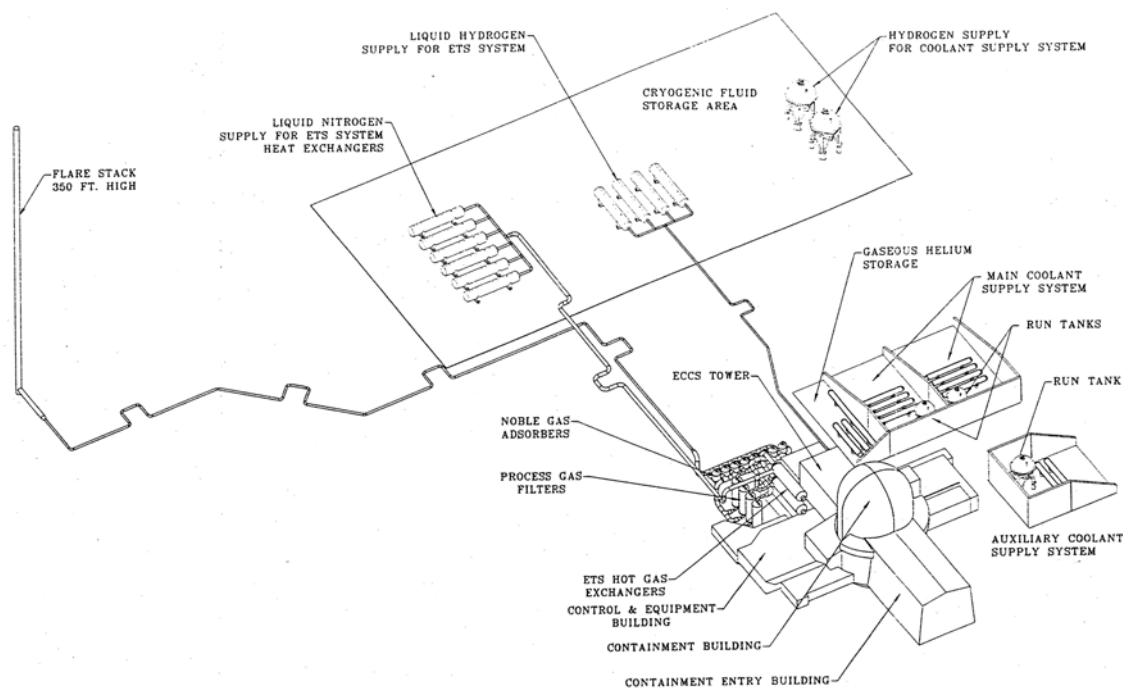 LIQUID HYDROGEN
SUPPLY FOR ETS SYSTEM
HYDROGEN SUPPLY
FOR COOLANT SUPPLY SYSTEM
CRYOGENIC FLUID
STORAGE AREA
LIQUID NITROGEN
SUPPLY FOR ETS SYSTEM
HEAT EXCHANGERS
FLARE STACK
350 FT. HIGH
GASEOUS HELIUM
STORAGE
MAIN COOLANT
SUPPLY SYSTEM
RUN TANKS
ECCS TOWER
RUN TANK
NOBLE GAS
ADSORBERS
PROCESS GAS
FILTERS
AUXILIARY COOLANT
SUPPLY SYSTEM
ETS HOT GAS
EXCHANGERS
CONTROL & EQUIPMENT
BUILDING
CONTAINMENT BUILDING
CONTAINMENT ENTRY BUILDING